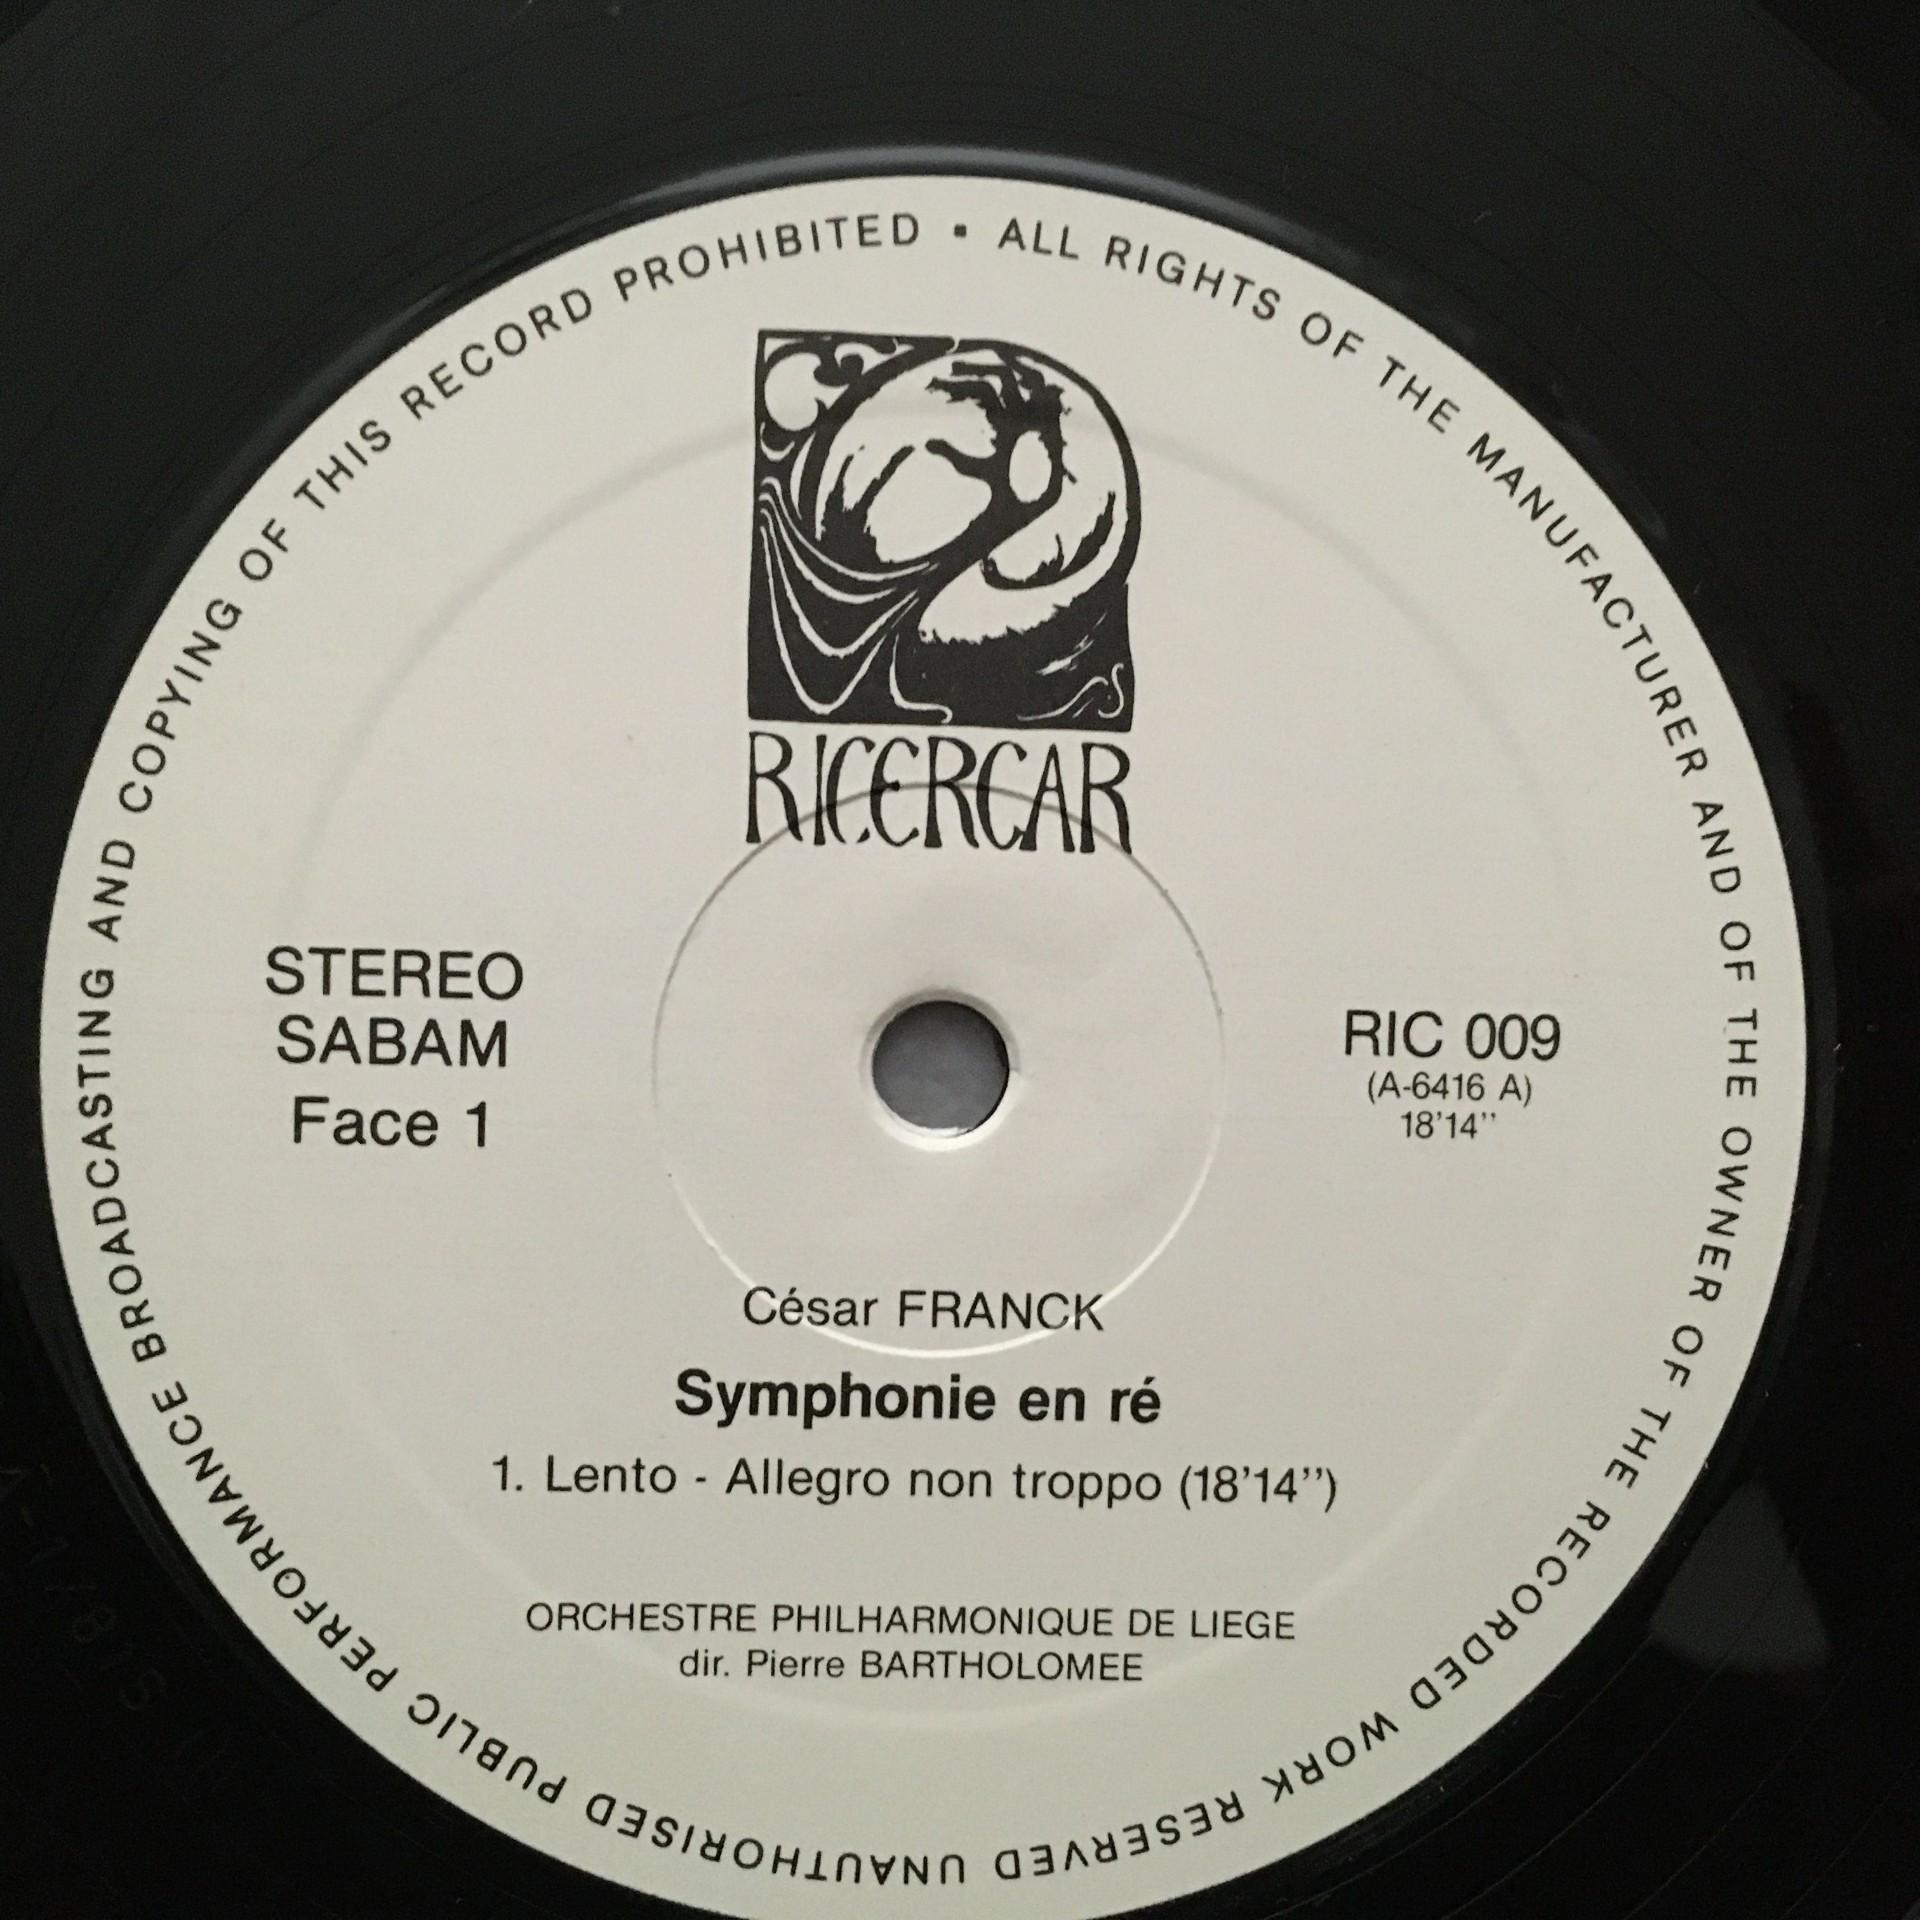 ALL RIGHTS OF THE MANUFACTURER AND OF THE OWNER OF THE RECORDED WORK RESERVED UNAUTHORISED PUBLIC PERFORMANCE BROADCASTING AND COPYING OF THIS RECORD PROHIBITED ▪
RICERCAR
STEREO
SABAM
Face 1
RIC 009
(A-6416 A)
18'14''
César FRANCK
Symphonie en ré
1. Lento - Allegro non troppo (18'14'')
ORCHESTRE PHILHARMONIQUE DE LIEGE
dir. Pierre BARTHOLOMEE